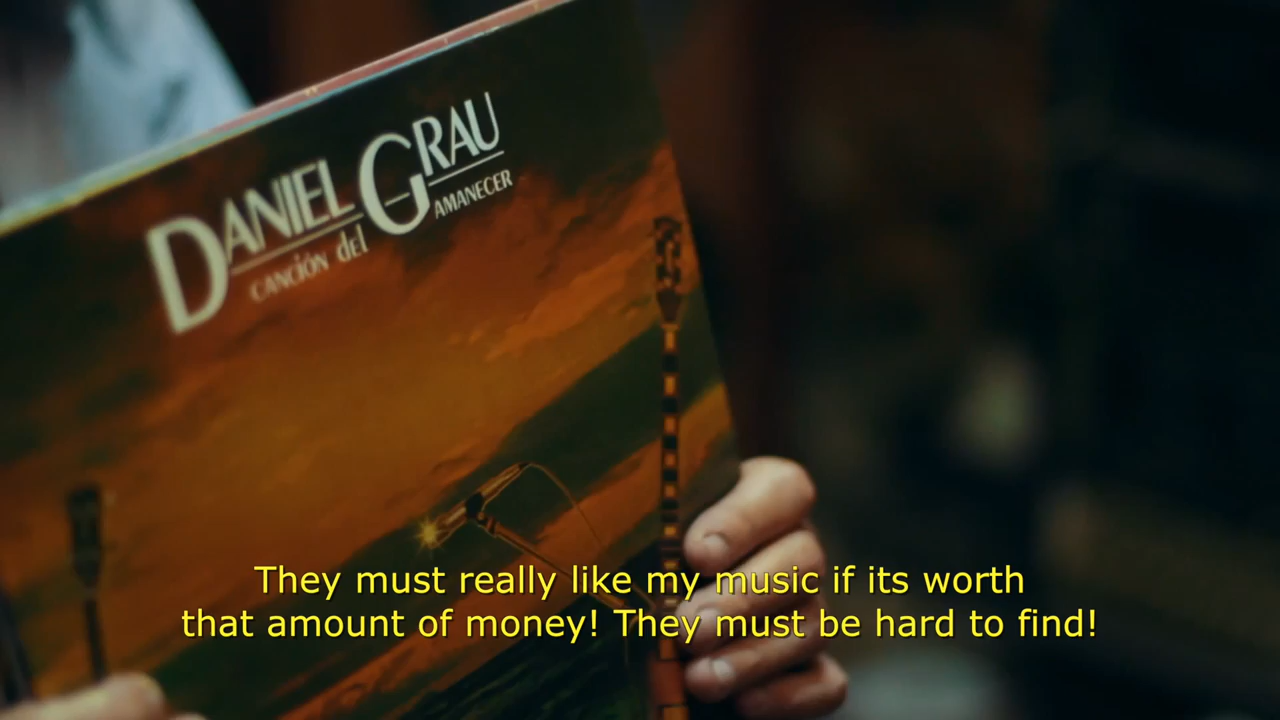 DANIEL GRAU
CANCIÓN del AMANECER
They must really like my music if its worth
that amount of money! They must be hard to find!